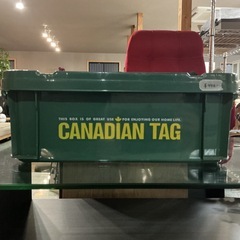 THIS BOX IS OF GREAT USE FOR ENJOYING OUR HOME LIFE.
CANADIAN TAG